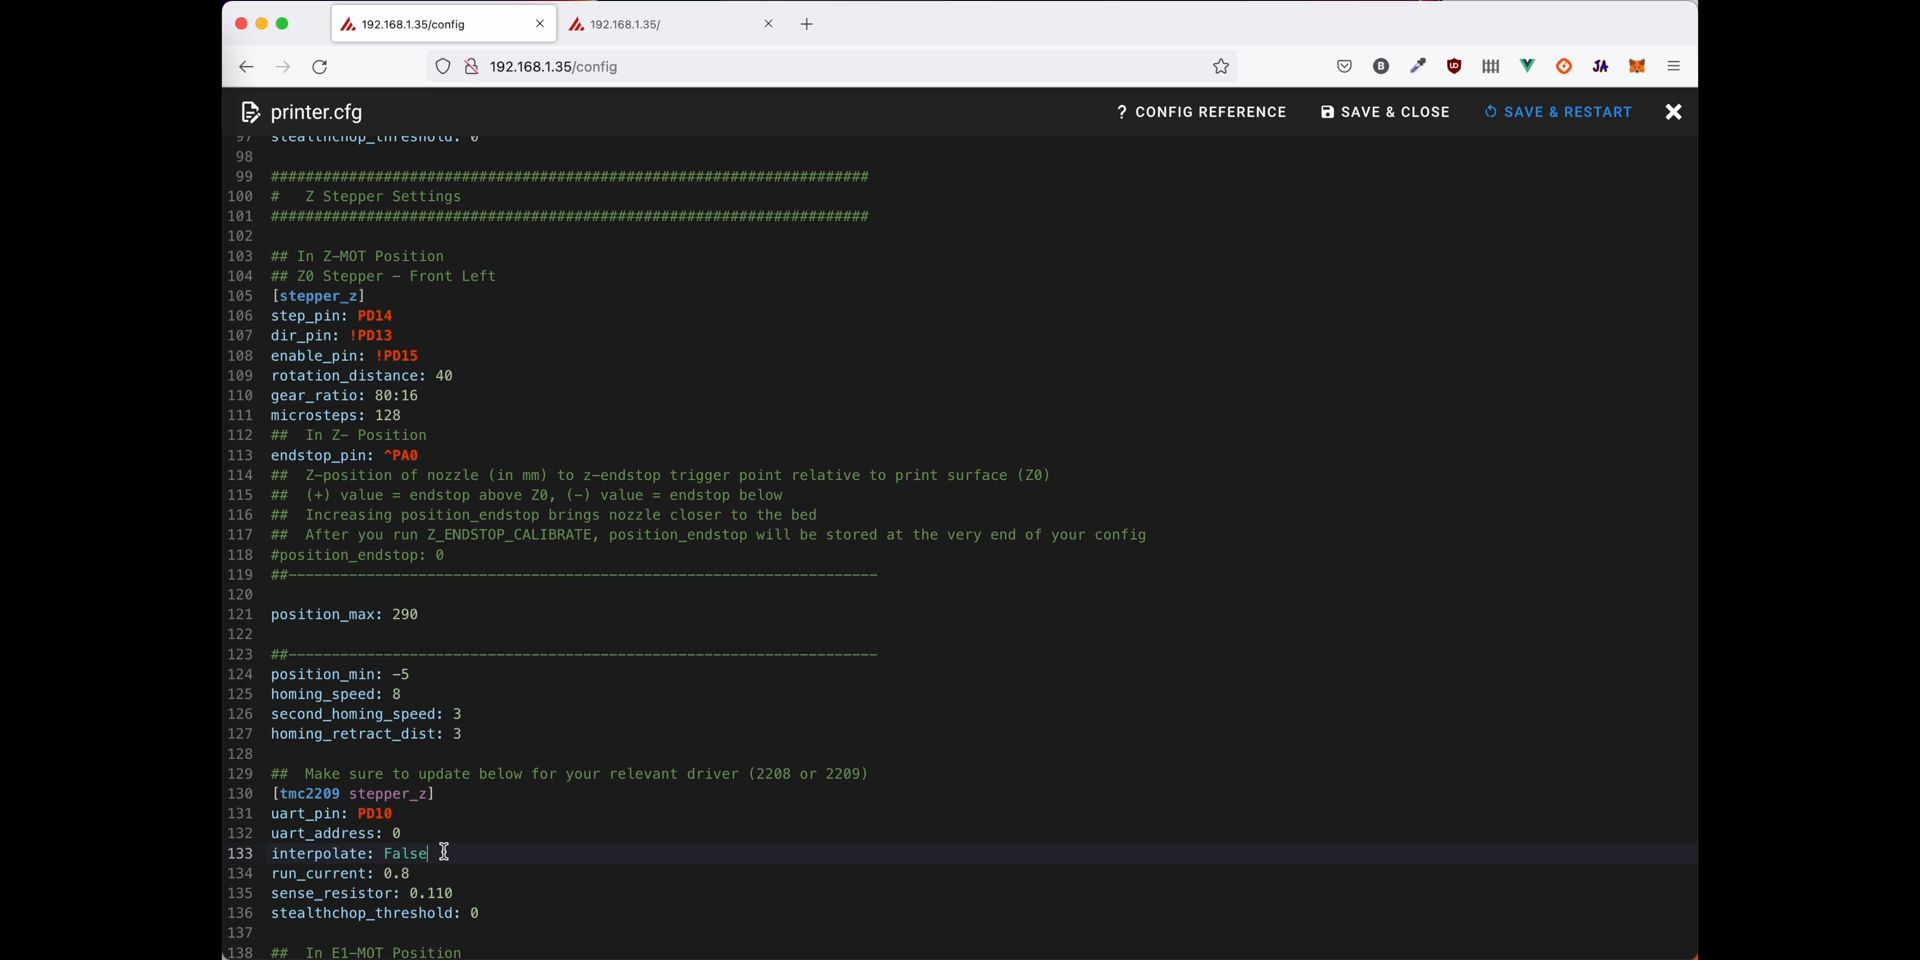 192.168.1.35/config
192.168.1.35/
192.168.1.35/config
printer.cfg
? CONFIG REFERENCE
SAVE & CLOSE
SAVE & RESTART
97 stealthchop_threshold: 0
98
99 #####################################################################
100 #   Z Stepper Settings
101 #####################################################################
102
103 ## In Z-MOT Position
104 ## Z0 Stepper - Front Left
105 [stepper_z]
106 step_pin: PD14
107 dir_pin: !PD13
108 enable_pin: !PD15
109 rotation_distance: 40
110 gear_ratio: 80:16
111 microsteps: 128
112 ##  In Z- Position
113 endstop_pin: ^PA0
114 ##  Z-position of nozzle (in mm) to z-endstop trigger point relative to print surface (Z0)
115 ##  (+) value = endstop above Z0, (-) value = endstop below
116 ##  Increasing position_endstop brings nozzle closer to the bed
117 ##  After you run Z_ENDSTOP_CALIBRATE, position_endstop will be stored at the very end of your config
118 #position_endstop: 0
119 ##--------------------------------------------------------------------
120
121 position_max: 290
122
123 ##--------------------------------------------------------------------
124 position_min: -5
125 homing_speed: 8
126 second_homing_speed: 3
127 homing_retract_dist: 3
128
129 ##  Make sure to update below for your relevant driver (2208 or 2209)
130 [tmc2209 stepper_z]
131 uart_pin: PD10
132 uart_address: 0
133 interpolate: False
134 run_current: 0.8
135 sense_resistor: 0.110
136 stealthchop_threshold: 0
137
138 ##  In E1-MOT Position